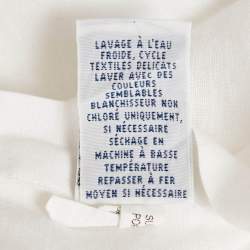 LAVAGE À L'EAU
FROIDE, CYCLE
TEXTILES DELICATS
LAVER AVEC DES
COULEURS
SEMBLABLES
BLANCHISSEUR NON
CHLORÉ UNIQUEMENT,
SI NÉCESSAIRE
SÉCHAGE EN
MACHINE À BASSE
TEMPÉRATURE
REPASSER À FER
MOYEN SI NÉCESSAIRE